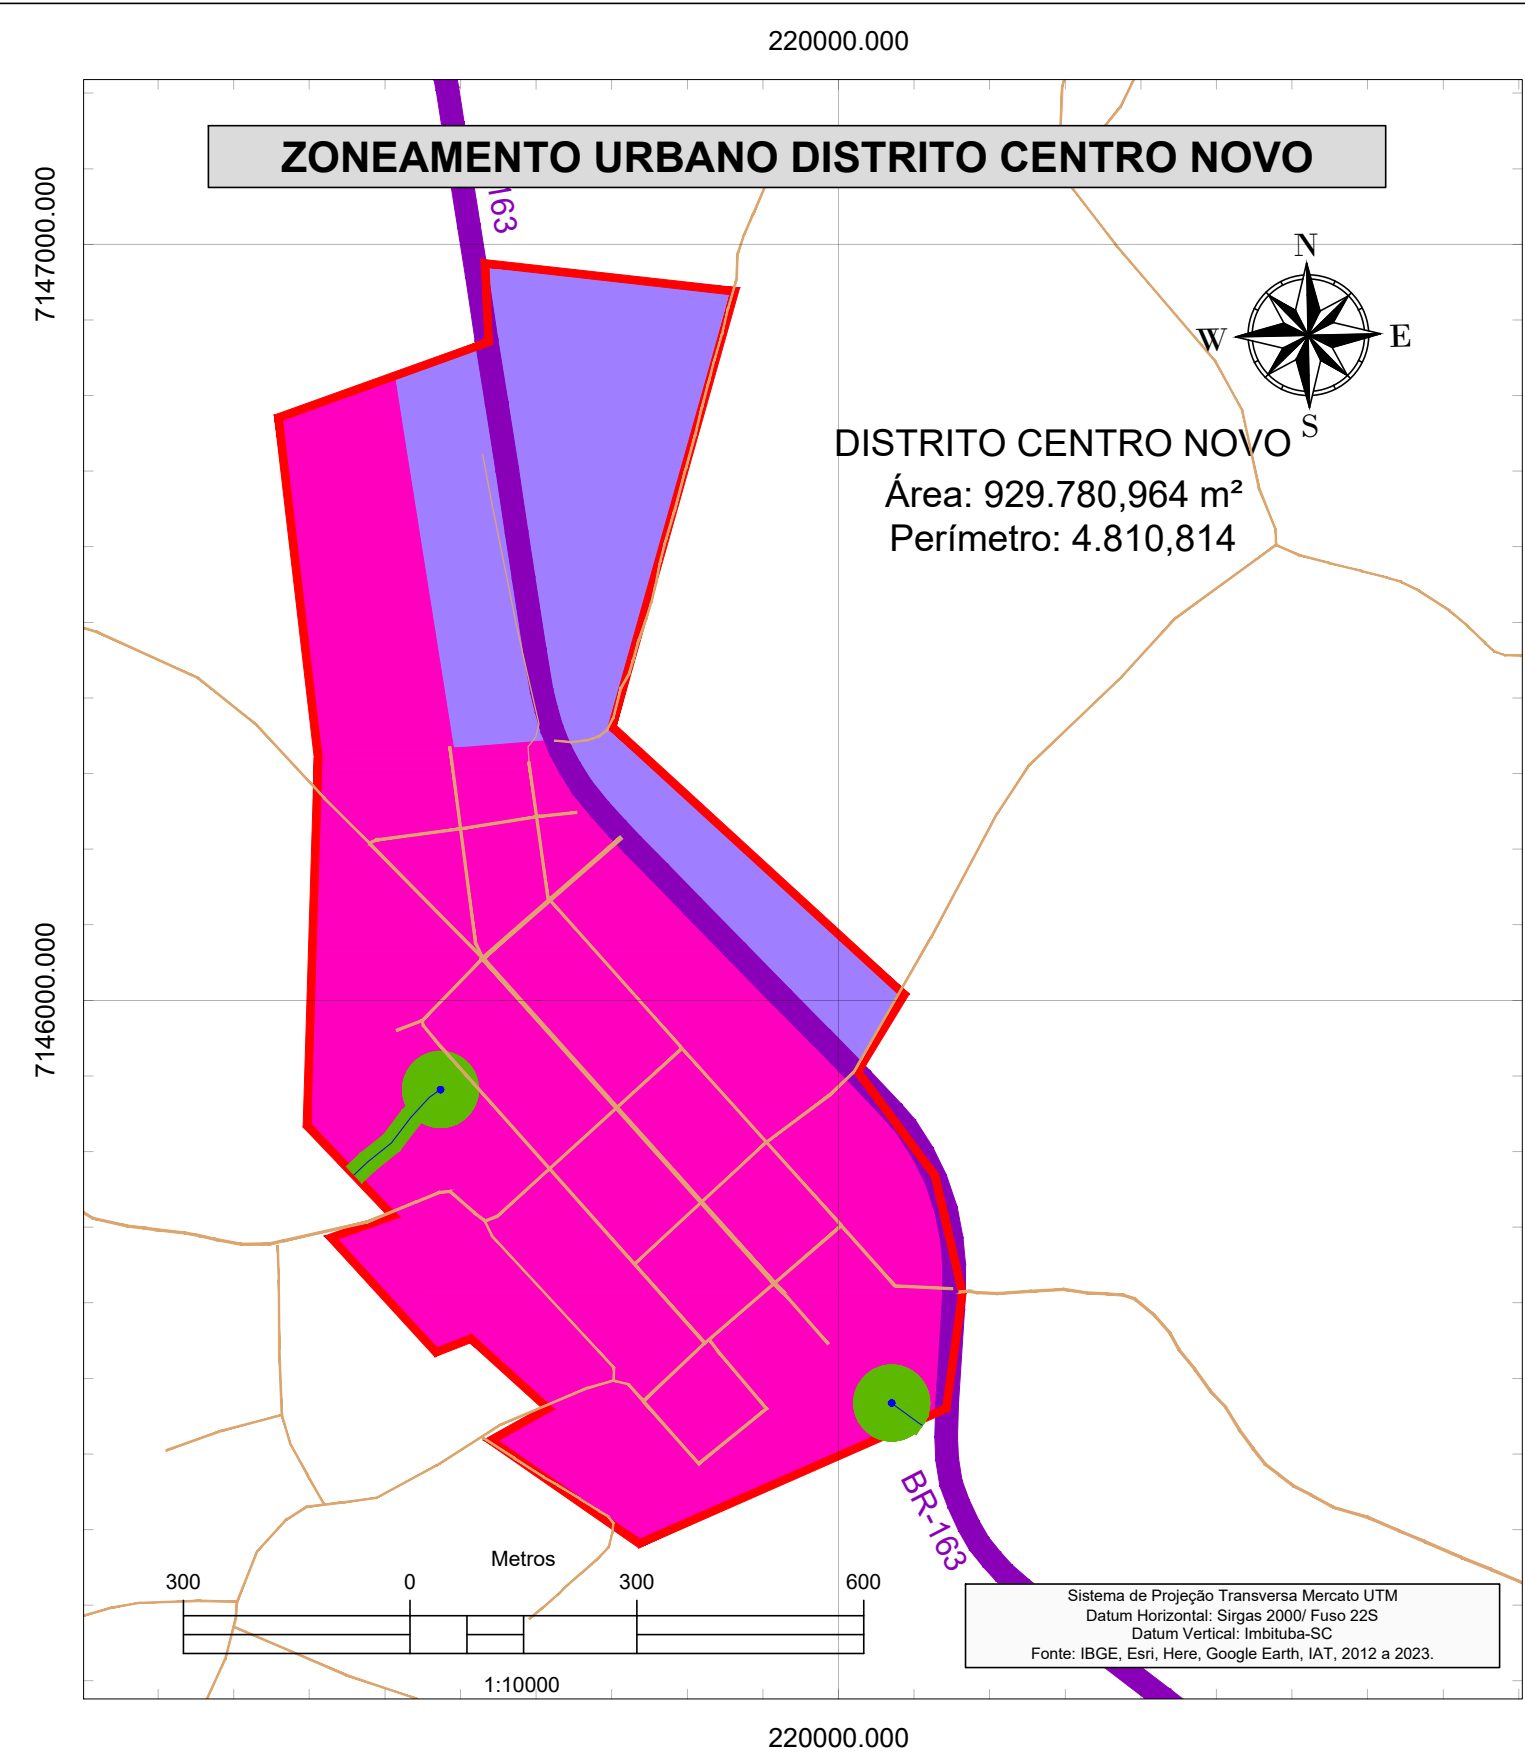 220000.000
ZONEAMENTO URBANO DISTRITO CENTRO NOVO
163
7147000.000
N
W
E
S
DISTRITO CENTRO NOVO
Área: 929.780,964 m²
Perímetro: 4.810,814
7146000.000
BR-163
Metros
300 0 300 600
1:10000
Sistema de Projeção Transversa Mercato UTM
Datum Horizontal: Sirgas 2000/ Fuso 22S
Datum Vertical: Imbituba-SC
Fonte: IBGE, Esri, Here, Google Earth, IAT, 2012 a 2023.
220000.000